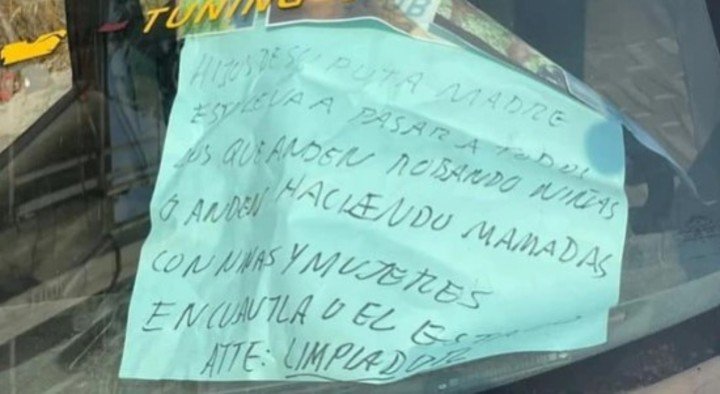 TUNING
HIJOS DE SU PUTA MADRE
ESTO LE VA A PASAR A TODOS
LOS QUE ANDEN ROBANDO NIÑAS
O ANDEN HACIENDO MAMADAS
CON NIÑAS Y MUJERES
EN CUAUTLA O EL
ATTE: LIMPIADOR